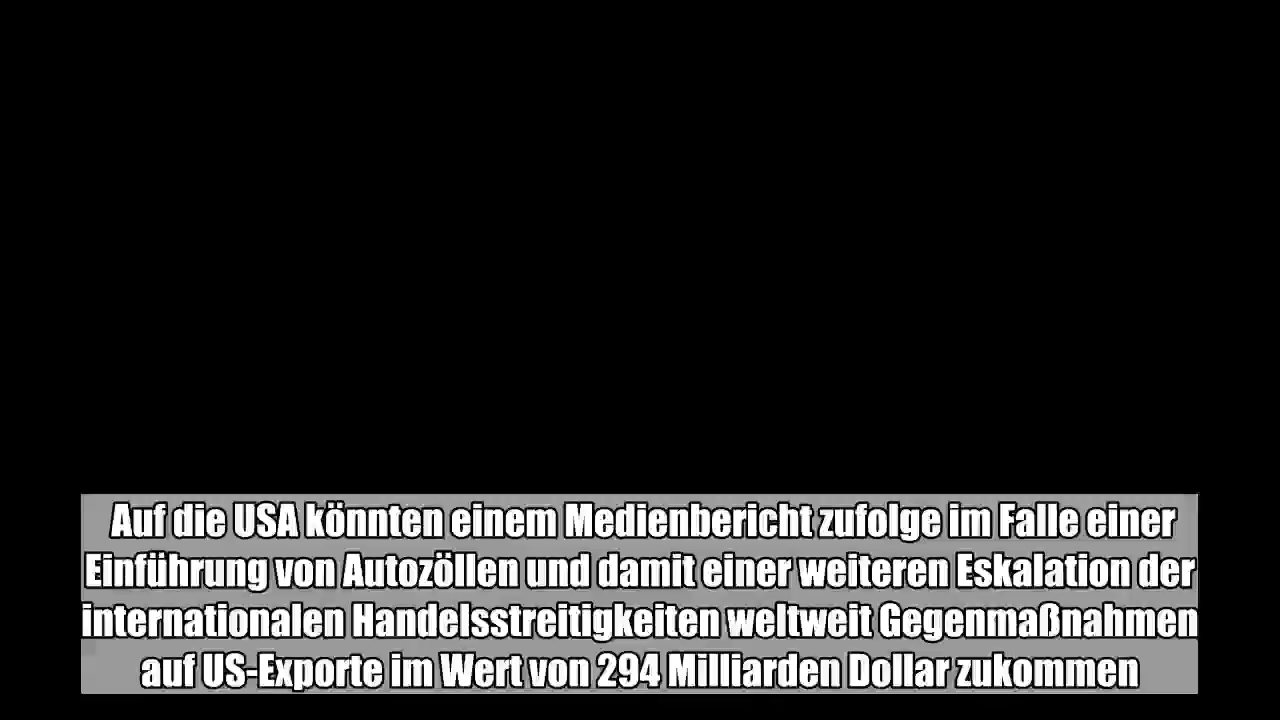 Auf die USA könnten einem Medienbericht zufolge im Falle einer
Einführung von Autozöllen und damit einer weiteren Eskalation der
internationalen Handelsstreitigkeiten weltweit Gegenmaßnahmen
auf US-Exporte im Wert von 294 Milliarden Dollar zukommen